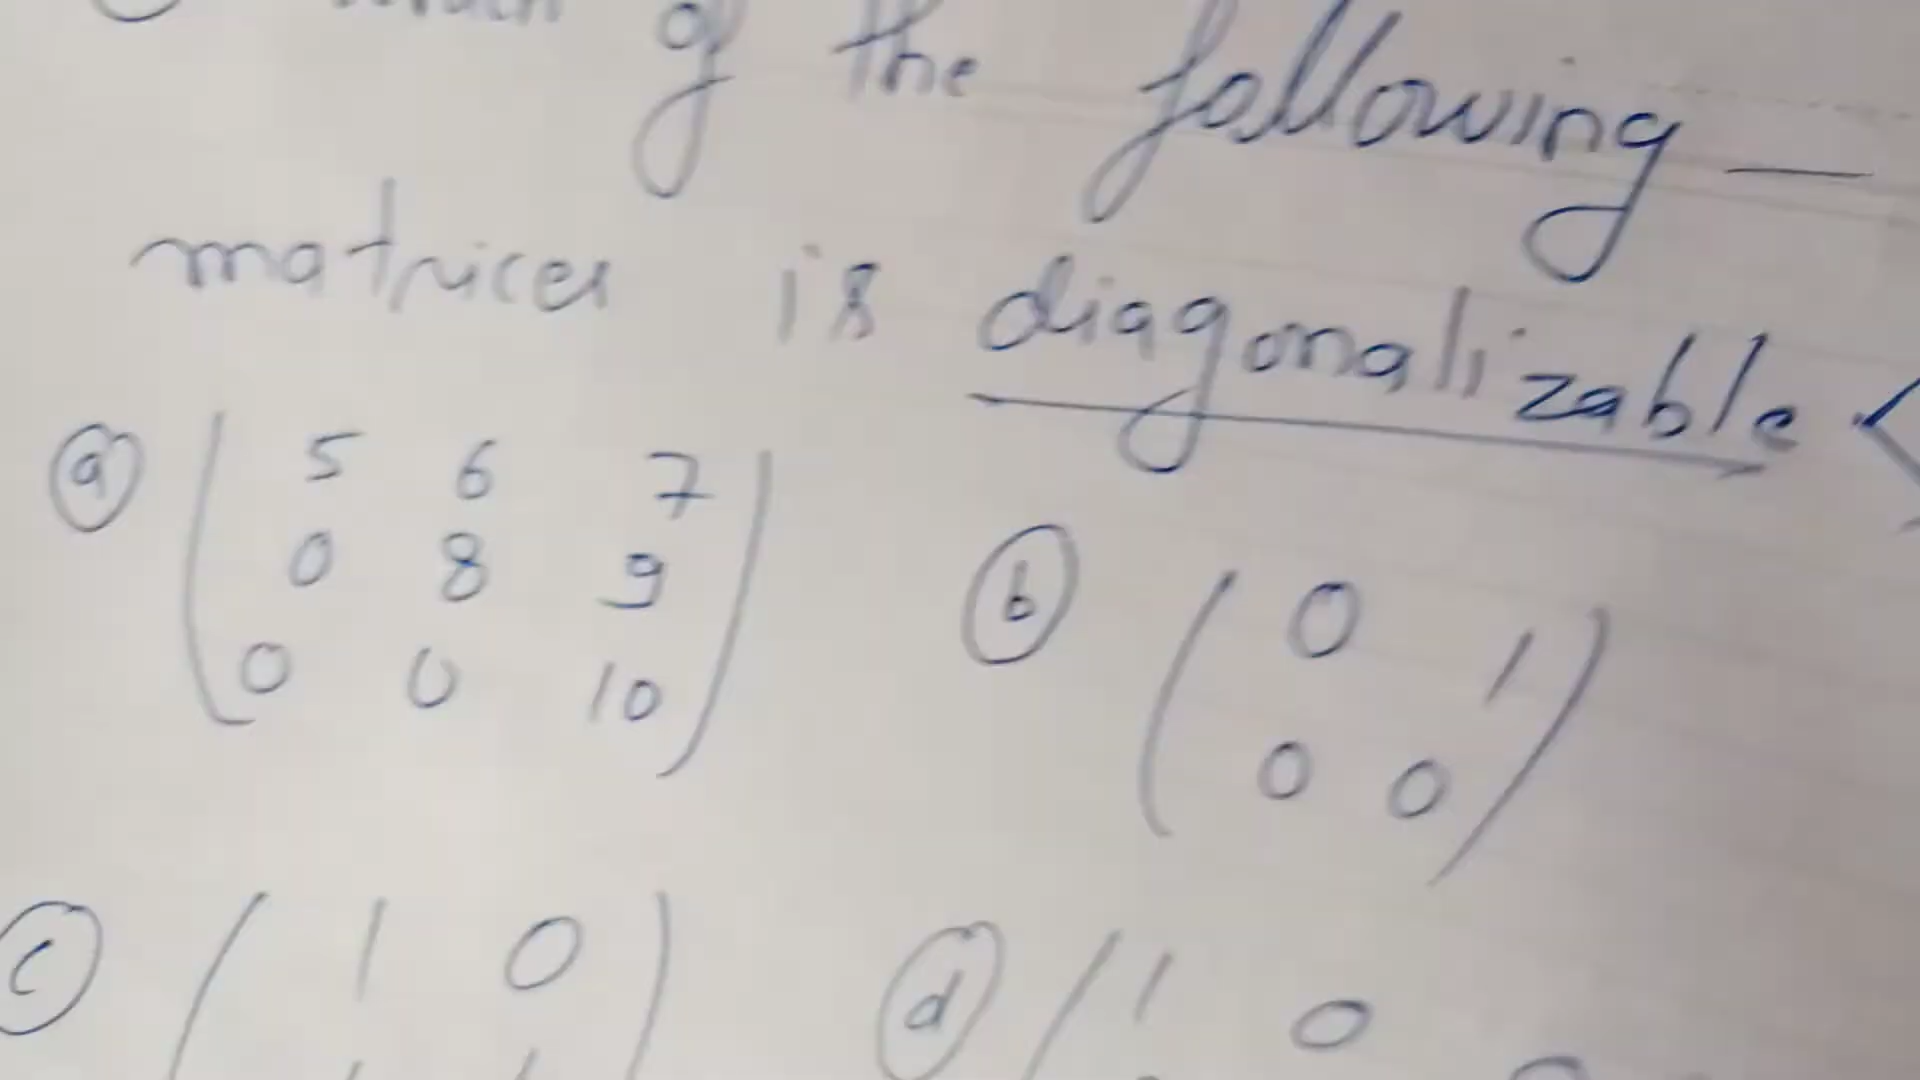 of the following —
matrices is diagonalizable
(a) 5 6 7
0 8 9
0 0 10
(b) 0 1
0 0
(c) 1 0
(d) 1 0